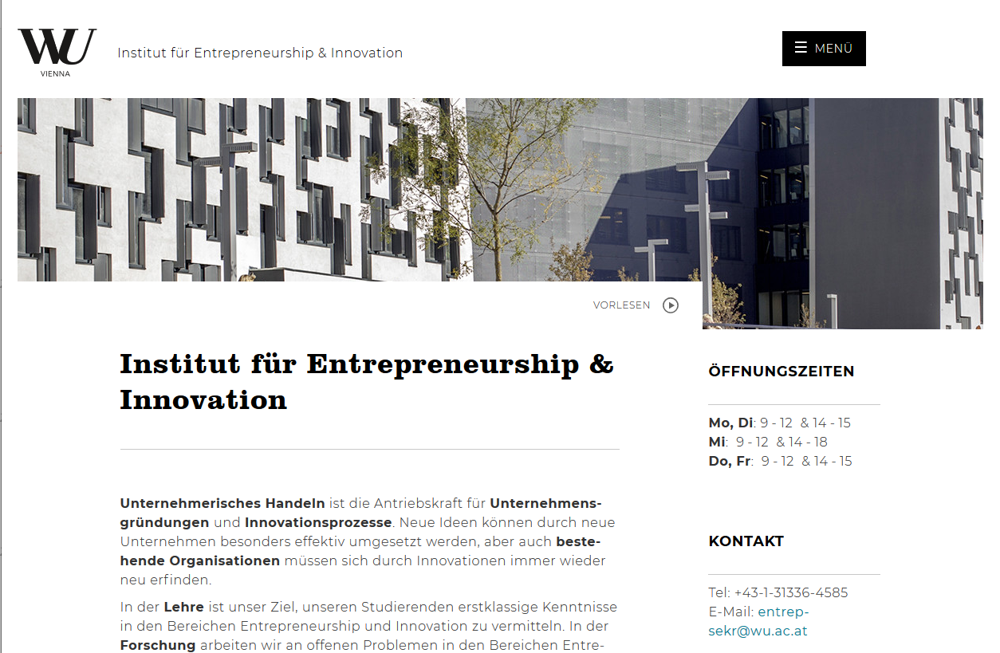 WU
VIENNA
Institut für Entrepreneurship & Innovation
☰ MENÜ
VORLESEN
Institut für Entrepreneurship &
Innovation
Unternehmerisches Handeln ist die Antriebskraft für Unternehmens-
gründungen und Innovationsprozesse. Neue Ideen können durch neue
Unternehmen besonders effektiv umgesetzt werden, aber auch beste-
hende Organisationen müssen sich durch Innovationen immer wieder
neu erfinden.
In der Lehre ist unser Ziel, unseren Studierenden erstklassige Kenntnisse
in den Bereichen Entrepreneurship und Innovation zu vermitteln. In der
Forschung arbeiten wir an offenen Problemen in den Bereichen Entre-
ÖFFNUNGSZEITEN
Mo, Di: 9 - 12 & 14 - 15
Mi: 9 - 12 & 14 - 18
Do, Fr: 9 - 12 & 14 - 15
KONTAKT
Tel: +43-1-31336-4585
E-Mail: entrep-
sekr@wu.ac.at